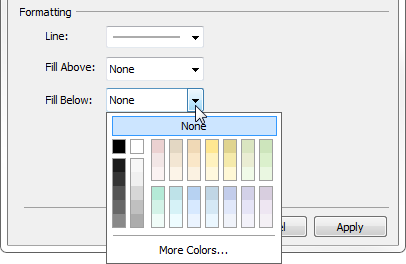 Formatting
Line:
Fill Above: None
Fill Below: None
None
More Colors...
Apply